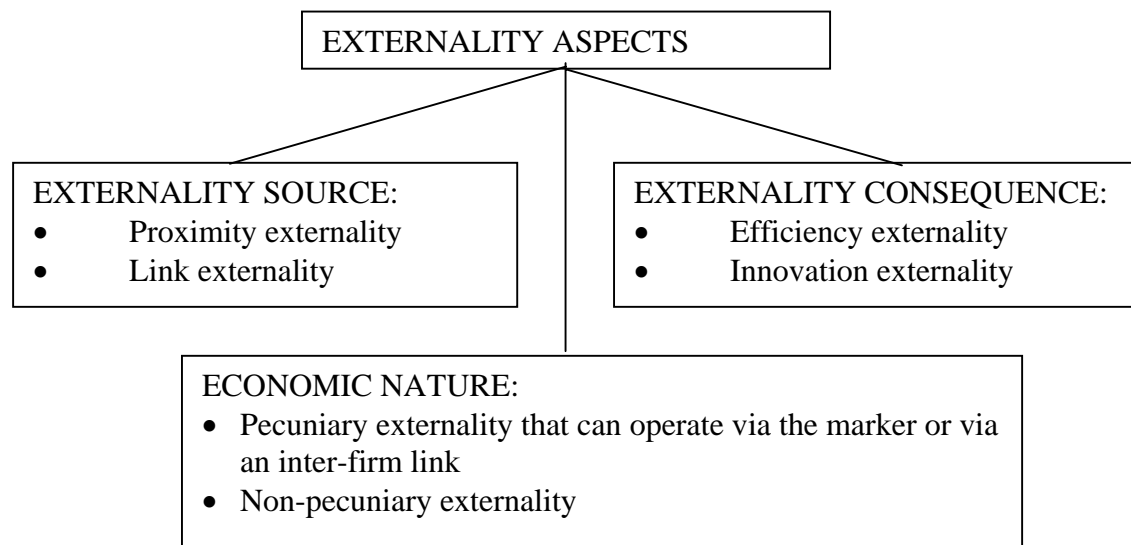 EXTERNALITY ASPECTS
EXTERNALITY SOURCE:
• Proximity externality
• Link externality
EXTERNALITY CONSEQUENCE:
• Efficiency externality
• Innovation externality
ECONOMIC NATURE:
• Pecuniary externality that can operate via the marker or via
an inter-firm link
• Non-pecuniary externality